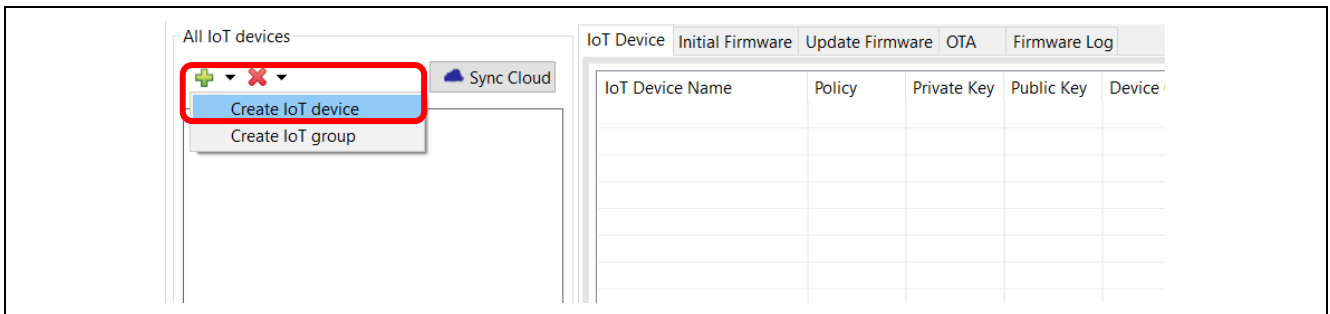 All IoT devices
Sync Cloud
Create IoT device
Create IoT group
IoT Device Initial Firmware Update Firmware OTA Firmware Log
IoT Device Name Policy Private Key Public Key Device